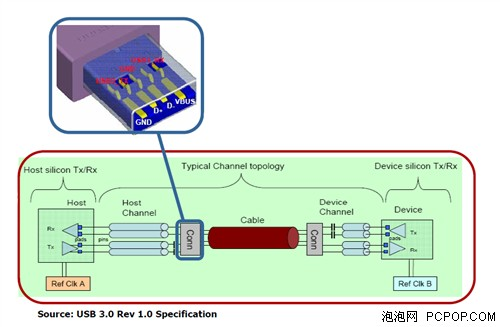 GND
D+
D-
VBUS
Host silicon Tx/Rx
Typical Channel topology
Device silicon Tx/Rx
Host
Host
Channel
Cable
Device
Channel
Device
Rx
Tx
pads
pins
Conn
Conn
Tx
pads
Rx
Ref Clk A
Ref Clk B
Source: USB 3.0 Rev 1.0 Specification
泡泡网 PCPOP.COM